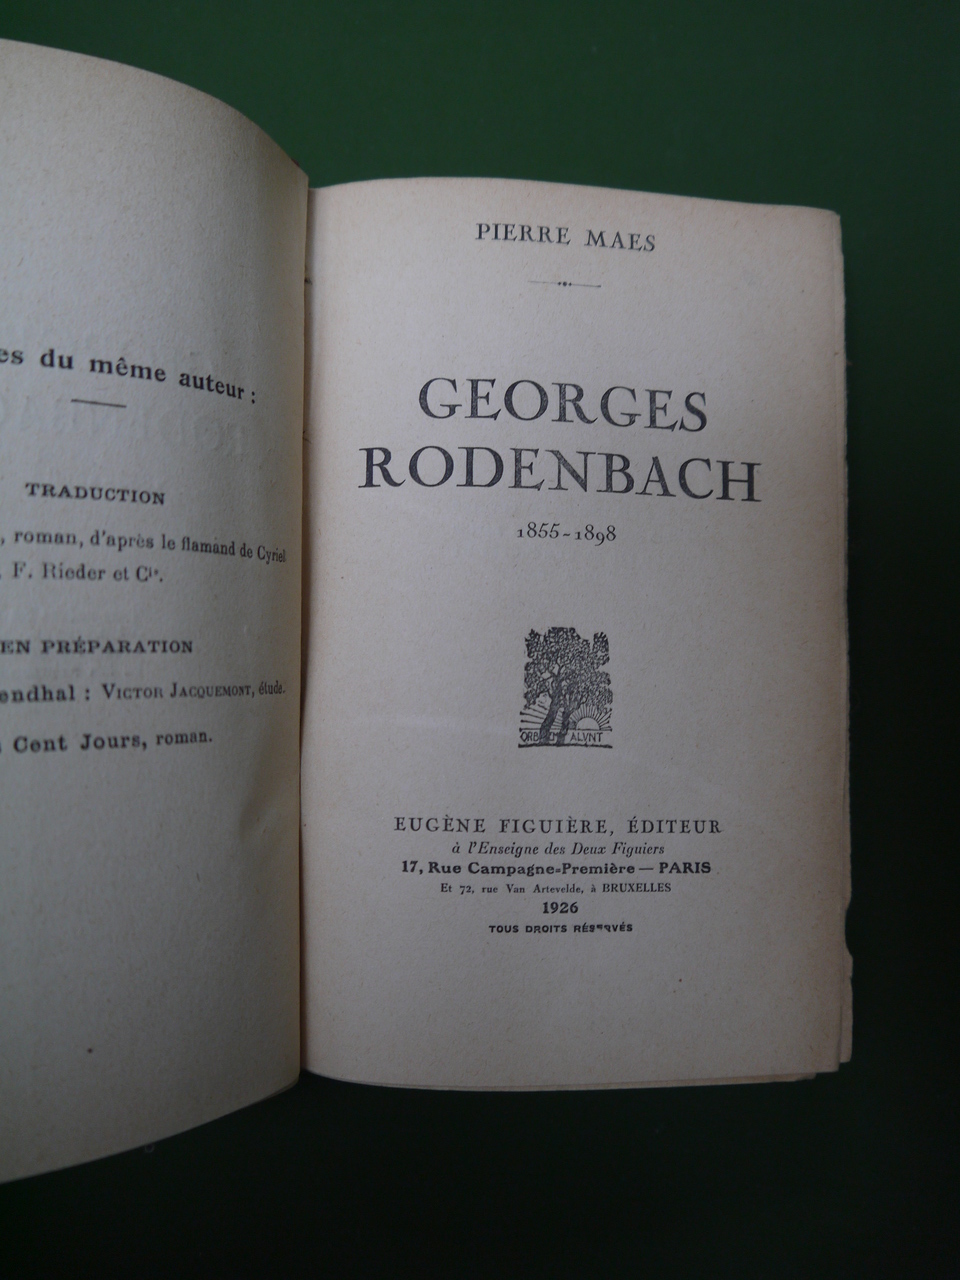 es du même auteur :
TRADUCTION
, roman, d'après le flamand de Cyriel
. F. Rieder et Cie.
EN PRÉPARATION
endhal : VICTOR JACQUEMONT, étude.
Cent Jours, roman.
PIERRE MAES
GEORGES
RODENBACH
1855-1898
ORBEM ALVNT
EUGÈNE FIGUIÈRE, ÉDITEUR
à l'Enseigne des Deux Figuiers
17, Rue Campagne-Première — PARIS
Et 72, rue Van Artevelde, à BRUXELLES
1926
TOUS DROITS RÉSERVÉS